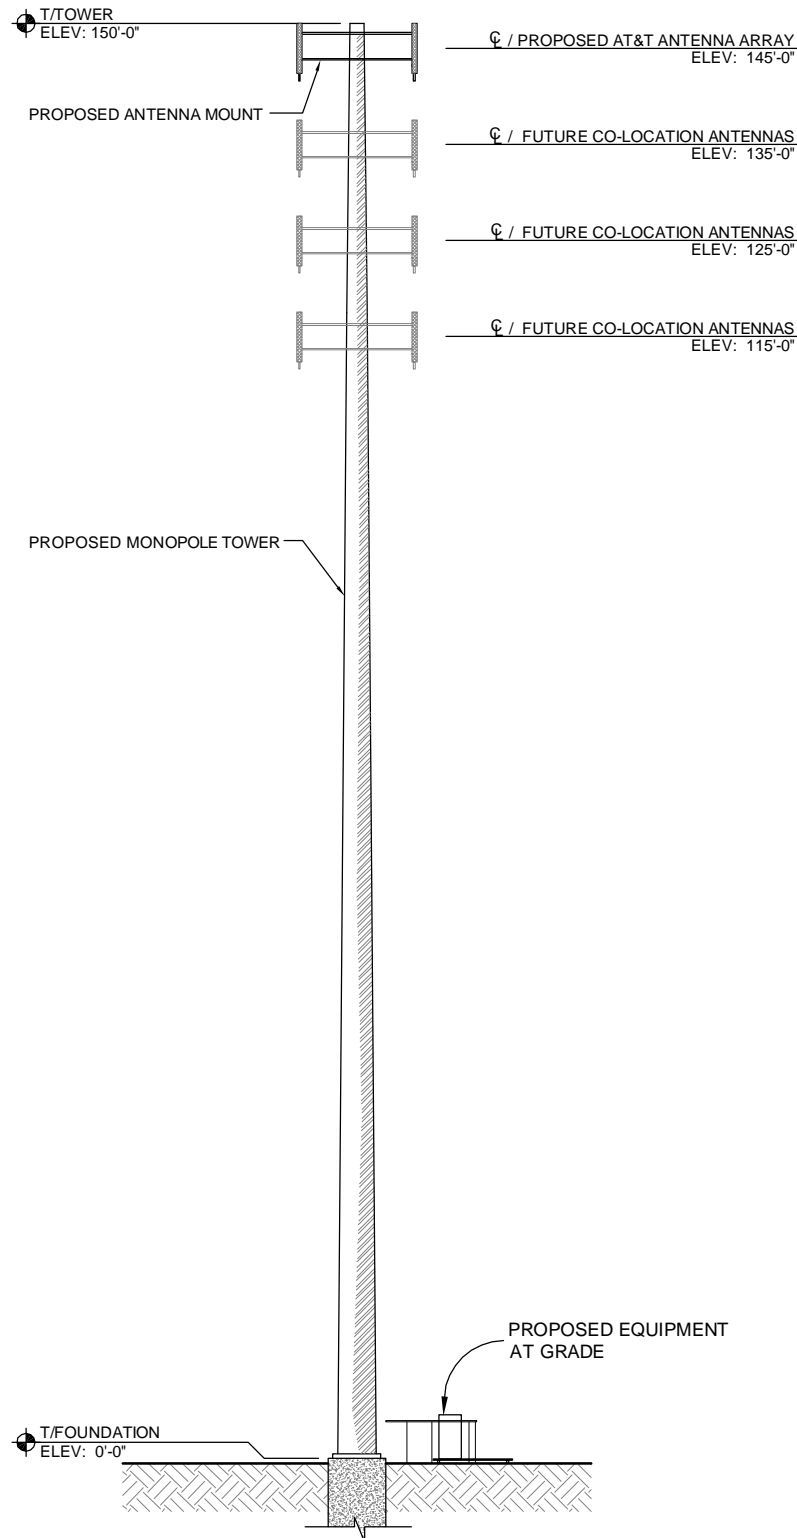 T/TOWER
ELEV: 150'-0"
℄ / PROPOSED AT&T ANTENNA ARRAY
ELEV: 145'-0"
PROPOSED ANTENNA MOUNT
℄ / FUTURE CO-LOCATION ANTENNAS
ELEV: 135'-0"
℄ / FUTURE CO-LOCATION ANTENNAS
ELEV: 125'-0"
℄ / FUTURE CO-LOCATION ANTENNAS
ELEV: 115'-0"
PROPOSED MONOPOLE TOWER
PROPOSED EQUIPMENT
AT GRADE
T/FOUNDATION
ELEV: 0'-0"